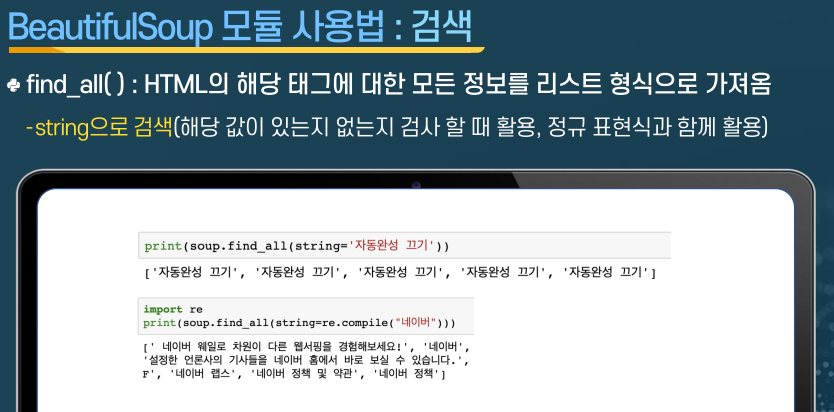 BeautifulSoup 모듈 사용법 : 검색
find_all( ) : HTML의 해당 태그에 대한 모든 정보를 리스트 형식으로 가져옴
-string으로 검색(해당 값이 있는지 없는지 검사 할 때 활용, 정규 표현식과 함께 활용)
print(soup.find_all(string='자동완성 끄기'))
['자동완성 끄기', '자동완성 끄기', '자동완성 끄기', '자동완성 끄기', '자동완성 끄기']
import re
print(soup.find_all(string=re.compile("네이버")))
[' 네이버 웨일로 차원이 다른 웹서핑을 경험해보세요!', '네이버',
'설정한 언론사의 기사들을 네이버 홈에서 바로 보실 수 있습니다.',
F', '네이버 랩스', '네이버 정책 및 약관', '네이버 정책']